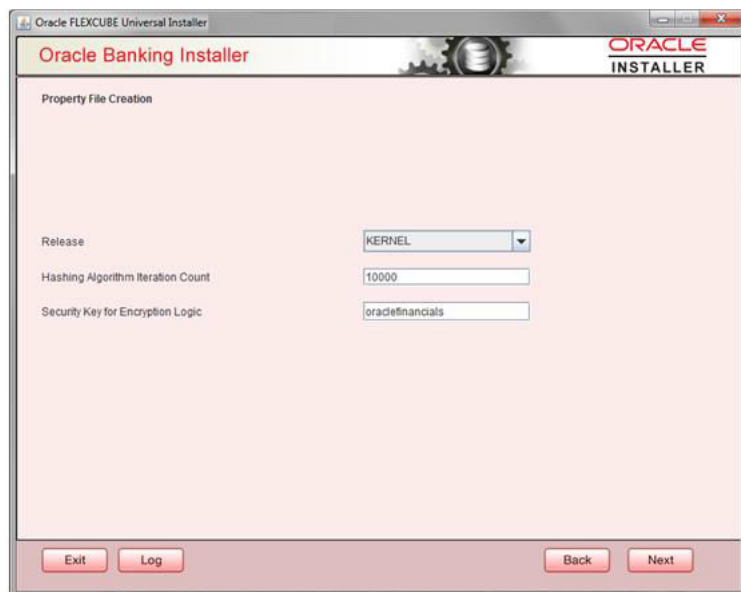 Oracle FLEXCUBE Universal Installer
Oracle Banking Installer
ORACLE
INSTALLER
Property File Creation
Release
KERNEL
Hashing Algorithm Iteration Count
10000
Security Key for Encryption Logic
oraclefinancials
Exit
Log
Back
Next